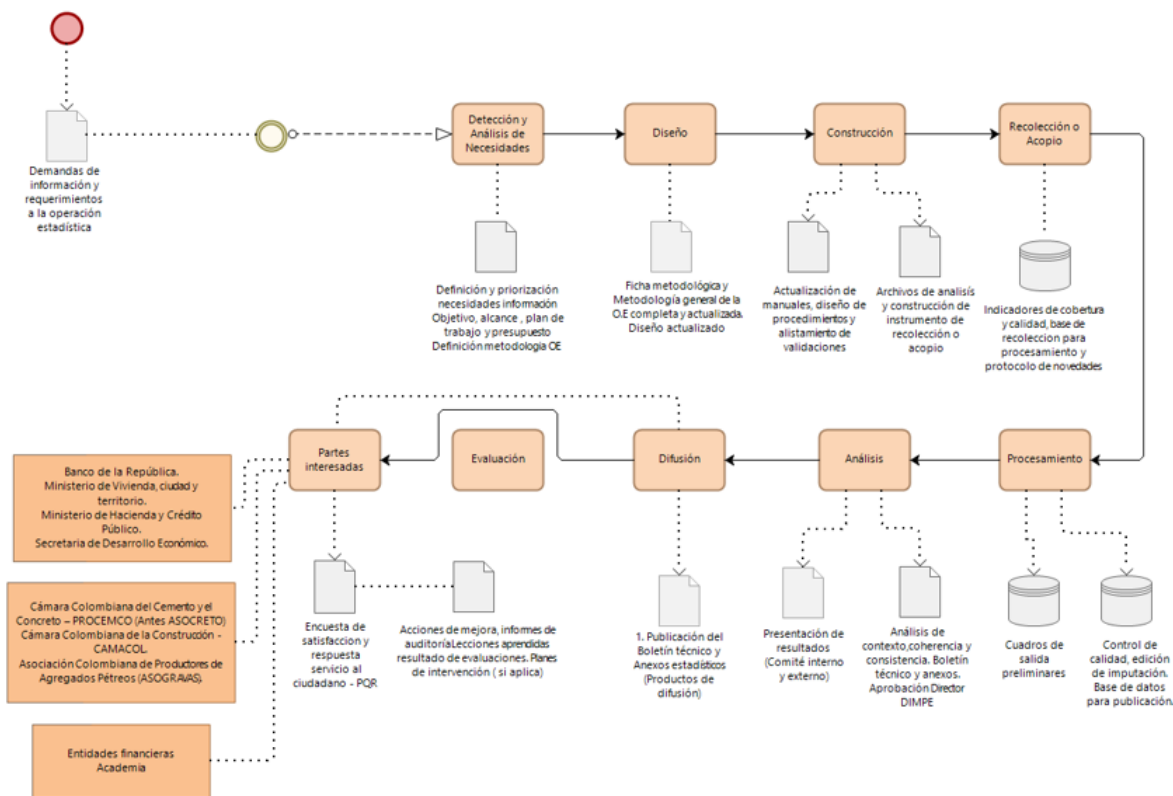 Detección y
Análisis de
Necesidades
Diseño
Construcción
Recolección o
Acopio
Demandas de
información y
requerimientos
a la operación
estadística
Definición y priorización
necesidades información
Objetivo, alcance , plan de
trabajo y presupuesto
Definición metodologia OE
Ficha metodológica y
Metodología general de la
O.E completa y actualizada.
Diseño actualizado
Actualización de
manuales, diseño de
procedimientos y
alistamiento de
validaciones
Archivos de analisís
y construcción de
instrumento de
recolección o
acopio
Indicadores de cobertura
y calidad, base de
recoleccion para
procesamiento y
protocolo de novedades
Partes
interesadas
Evaluación
Difusión
Análisis
Procesamiento
Banco de la República.
Ministerio de Vivienda, ciudad y
territorio.
Ministerio de Hacienda y Crédito
Público.
Secretaria de Desarrollo Económico.
Cámara Colombiana del Cemento y el
Concreto – PROCEMCO (Antes ASOCRETO)
Cámara Colombiana de la Construcción -
CAMACOL.
Asociación Colombiana de Productores de
Agregados Pétreos (ASOGRAVAS).
Entidades financieras
Academia
Encuesta de
satisfaccion y
respuesta
servicio al
ciudadano - PQR
Acciones de mejora, informes de
auditoría.Lecciones aprendidas
resultado de evaluaciones. Planes
de intervención ( si aplica)
1. Publicación del
Boletín técnico y
Anexos estadísticos
(Productos de
difusión)
Presentación de
resultados
(Comité interno
y externo)
Análisis de
contexto,coherencia y
consistencia. Boletín
técnico y anexos.
Aprobación Director
DIMPE
Cuadros de
salida
preliminares
Control de
calidad, edición
de imputación.
Base de datos
para publicación.